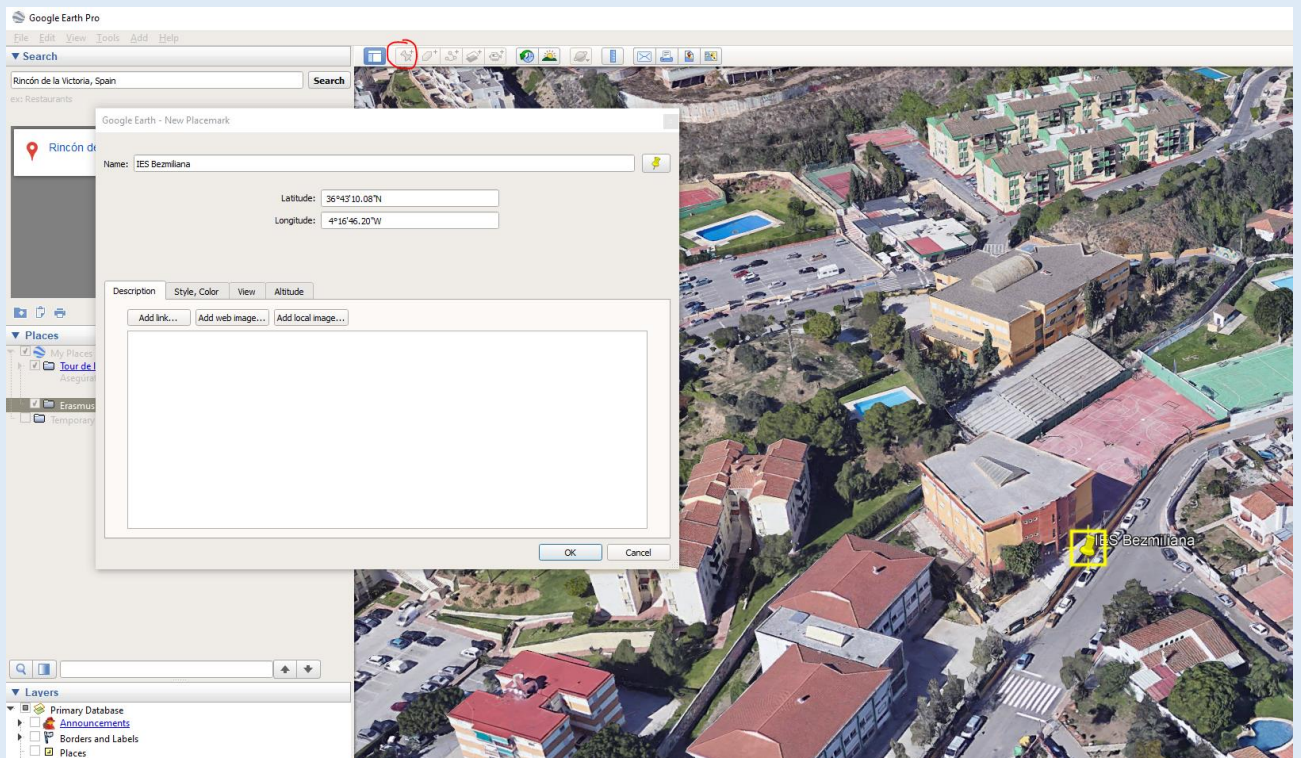 Google Earth Pro
File Edit View Tools Add Help
▼ Search
Rincón de la Victoria, Spain
Search
ex: Restaurants
Rincón de
Google Earth - New Placemark
Name: IES Bezmiliana
Latitude: 36°43'10.08"N
Longitude: 4°16'46.20"W
Description Style, Color View Altitude
Add link... Add web image... Add local image...
▼ Places
My Places
Tour de l
Asegúra
Erasmus
Temporary
OK Cancel
IES Bezmiliana
▼ Layers
Primary Database
Announcements
Borders and Labels
Places